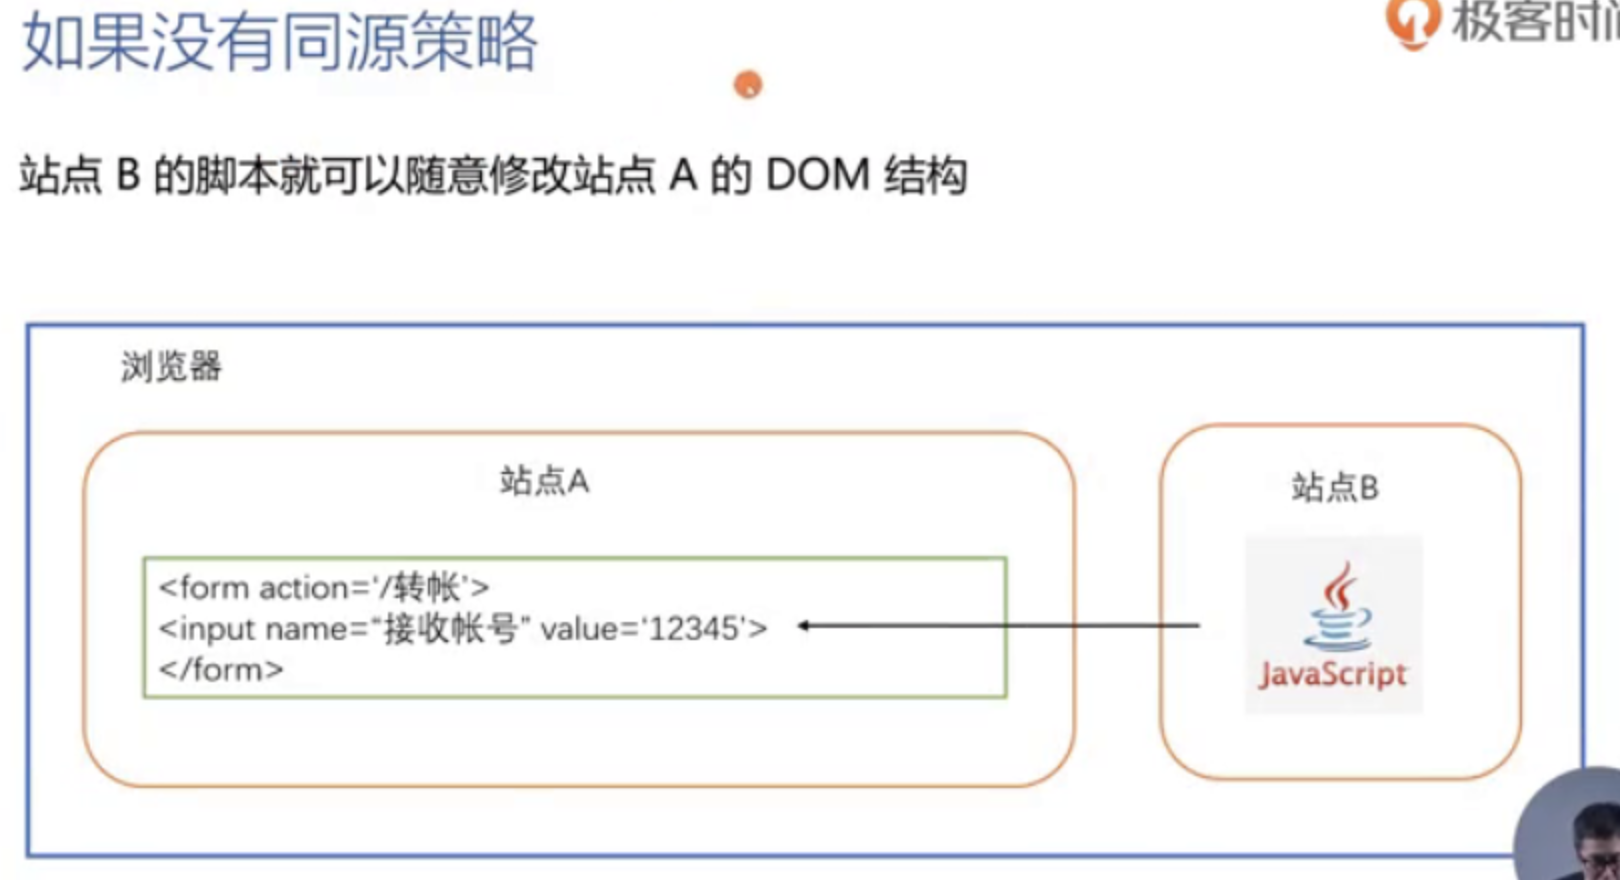 如果没有同源策略
极客时间
站点 B 的脚本就可以随意修改站点 A 的 DOM 结构
浏览器
站点A
站点B
<form action='/转帐'>
<input name=“接收帐号” value=‘12345’>
</form>
JavaScript